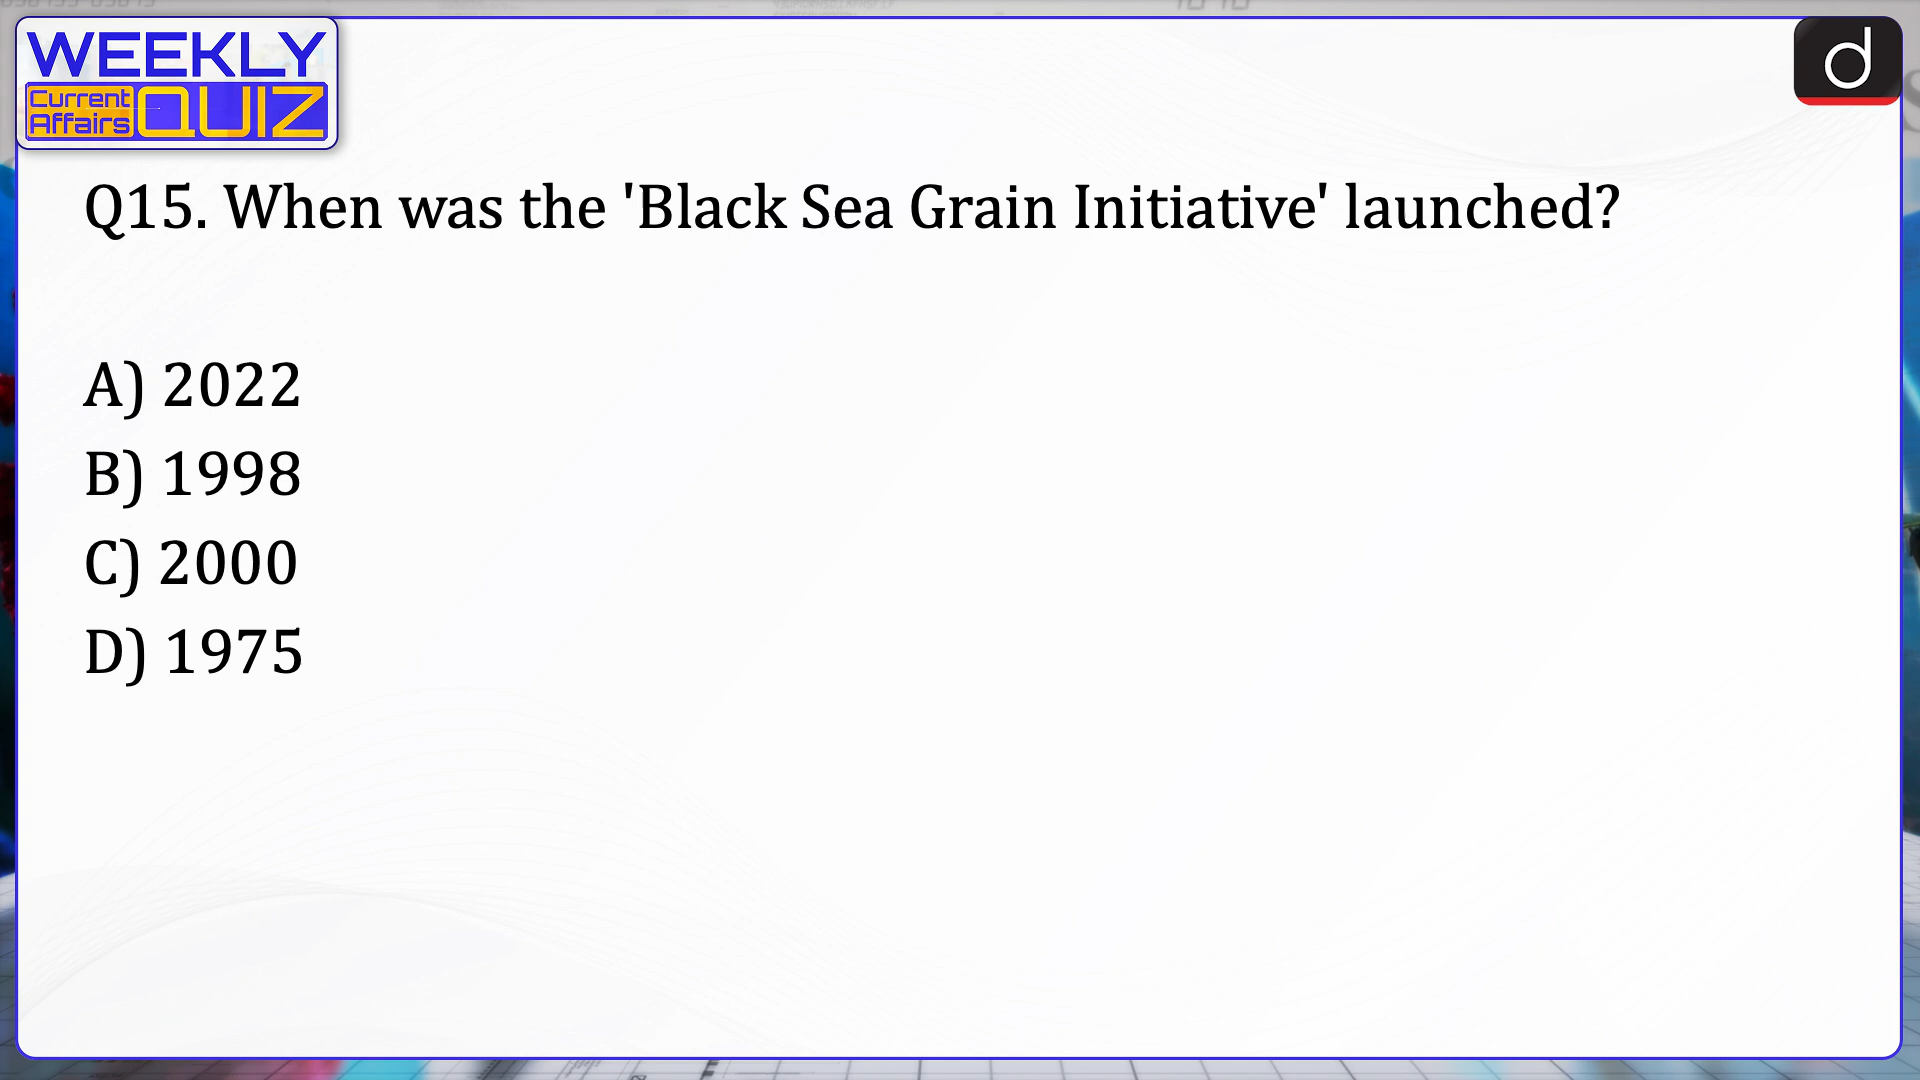 WEEKLY
Current
Affairs
QUIZ
d
Q15. When was the 'Black Sea Grain Initiative' launched?
A) 2022
B) 1998
C) 2000
D) 1975